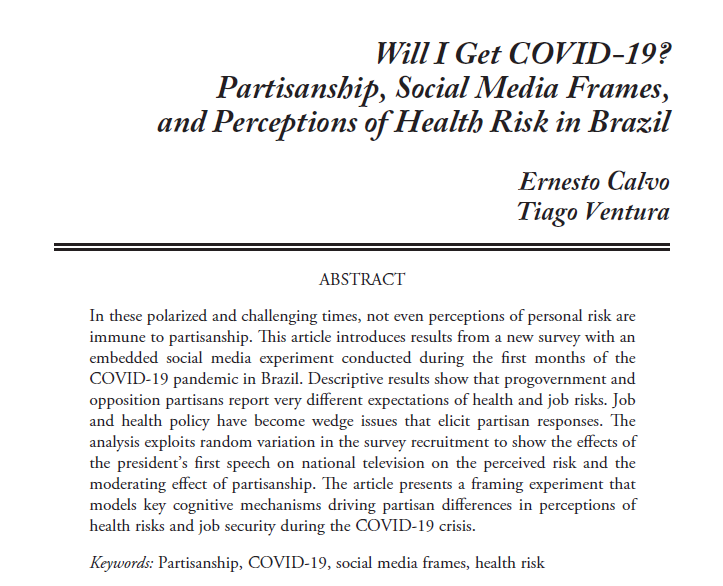 Will I Get COVID-19?
Partisanship, Social Media Frames,
and Perceptions of Health Risk in Brazil
Ernesto Calvo
Tiago Ventura
ABSTRACT
In these polarized and challenging times, not even perceptions of personal risk are
immune to partisanship. This article introduces results from a new survey with an
embedded social media experiment conducted during the first months of the
COVID-19 pandemic in Brazil. Descriptive results show that progovernment and
opposition partisans report very different expectations of health and job risks. Job
and health policy have become wedge issues that elicit partisan responses. The
analysis exploits random variation in the survey recruitment to show the effects of
the president's first speech on national television on the perceived risk and the
moderating effect of partisanship. The article presents a framing experiment that
models key cognitive mechanisms driving partisan differences in perceptions of
health risks and job security during the COVID-19 crisis.
Keywords: Partisanship, COVID-19, social media frames, health risk